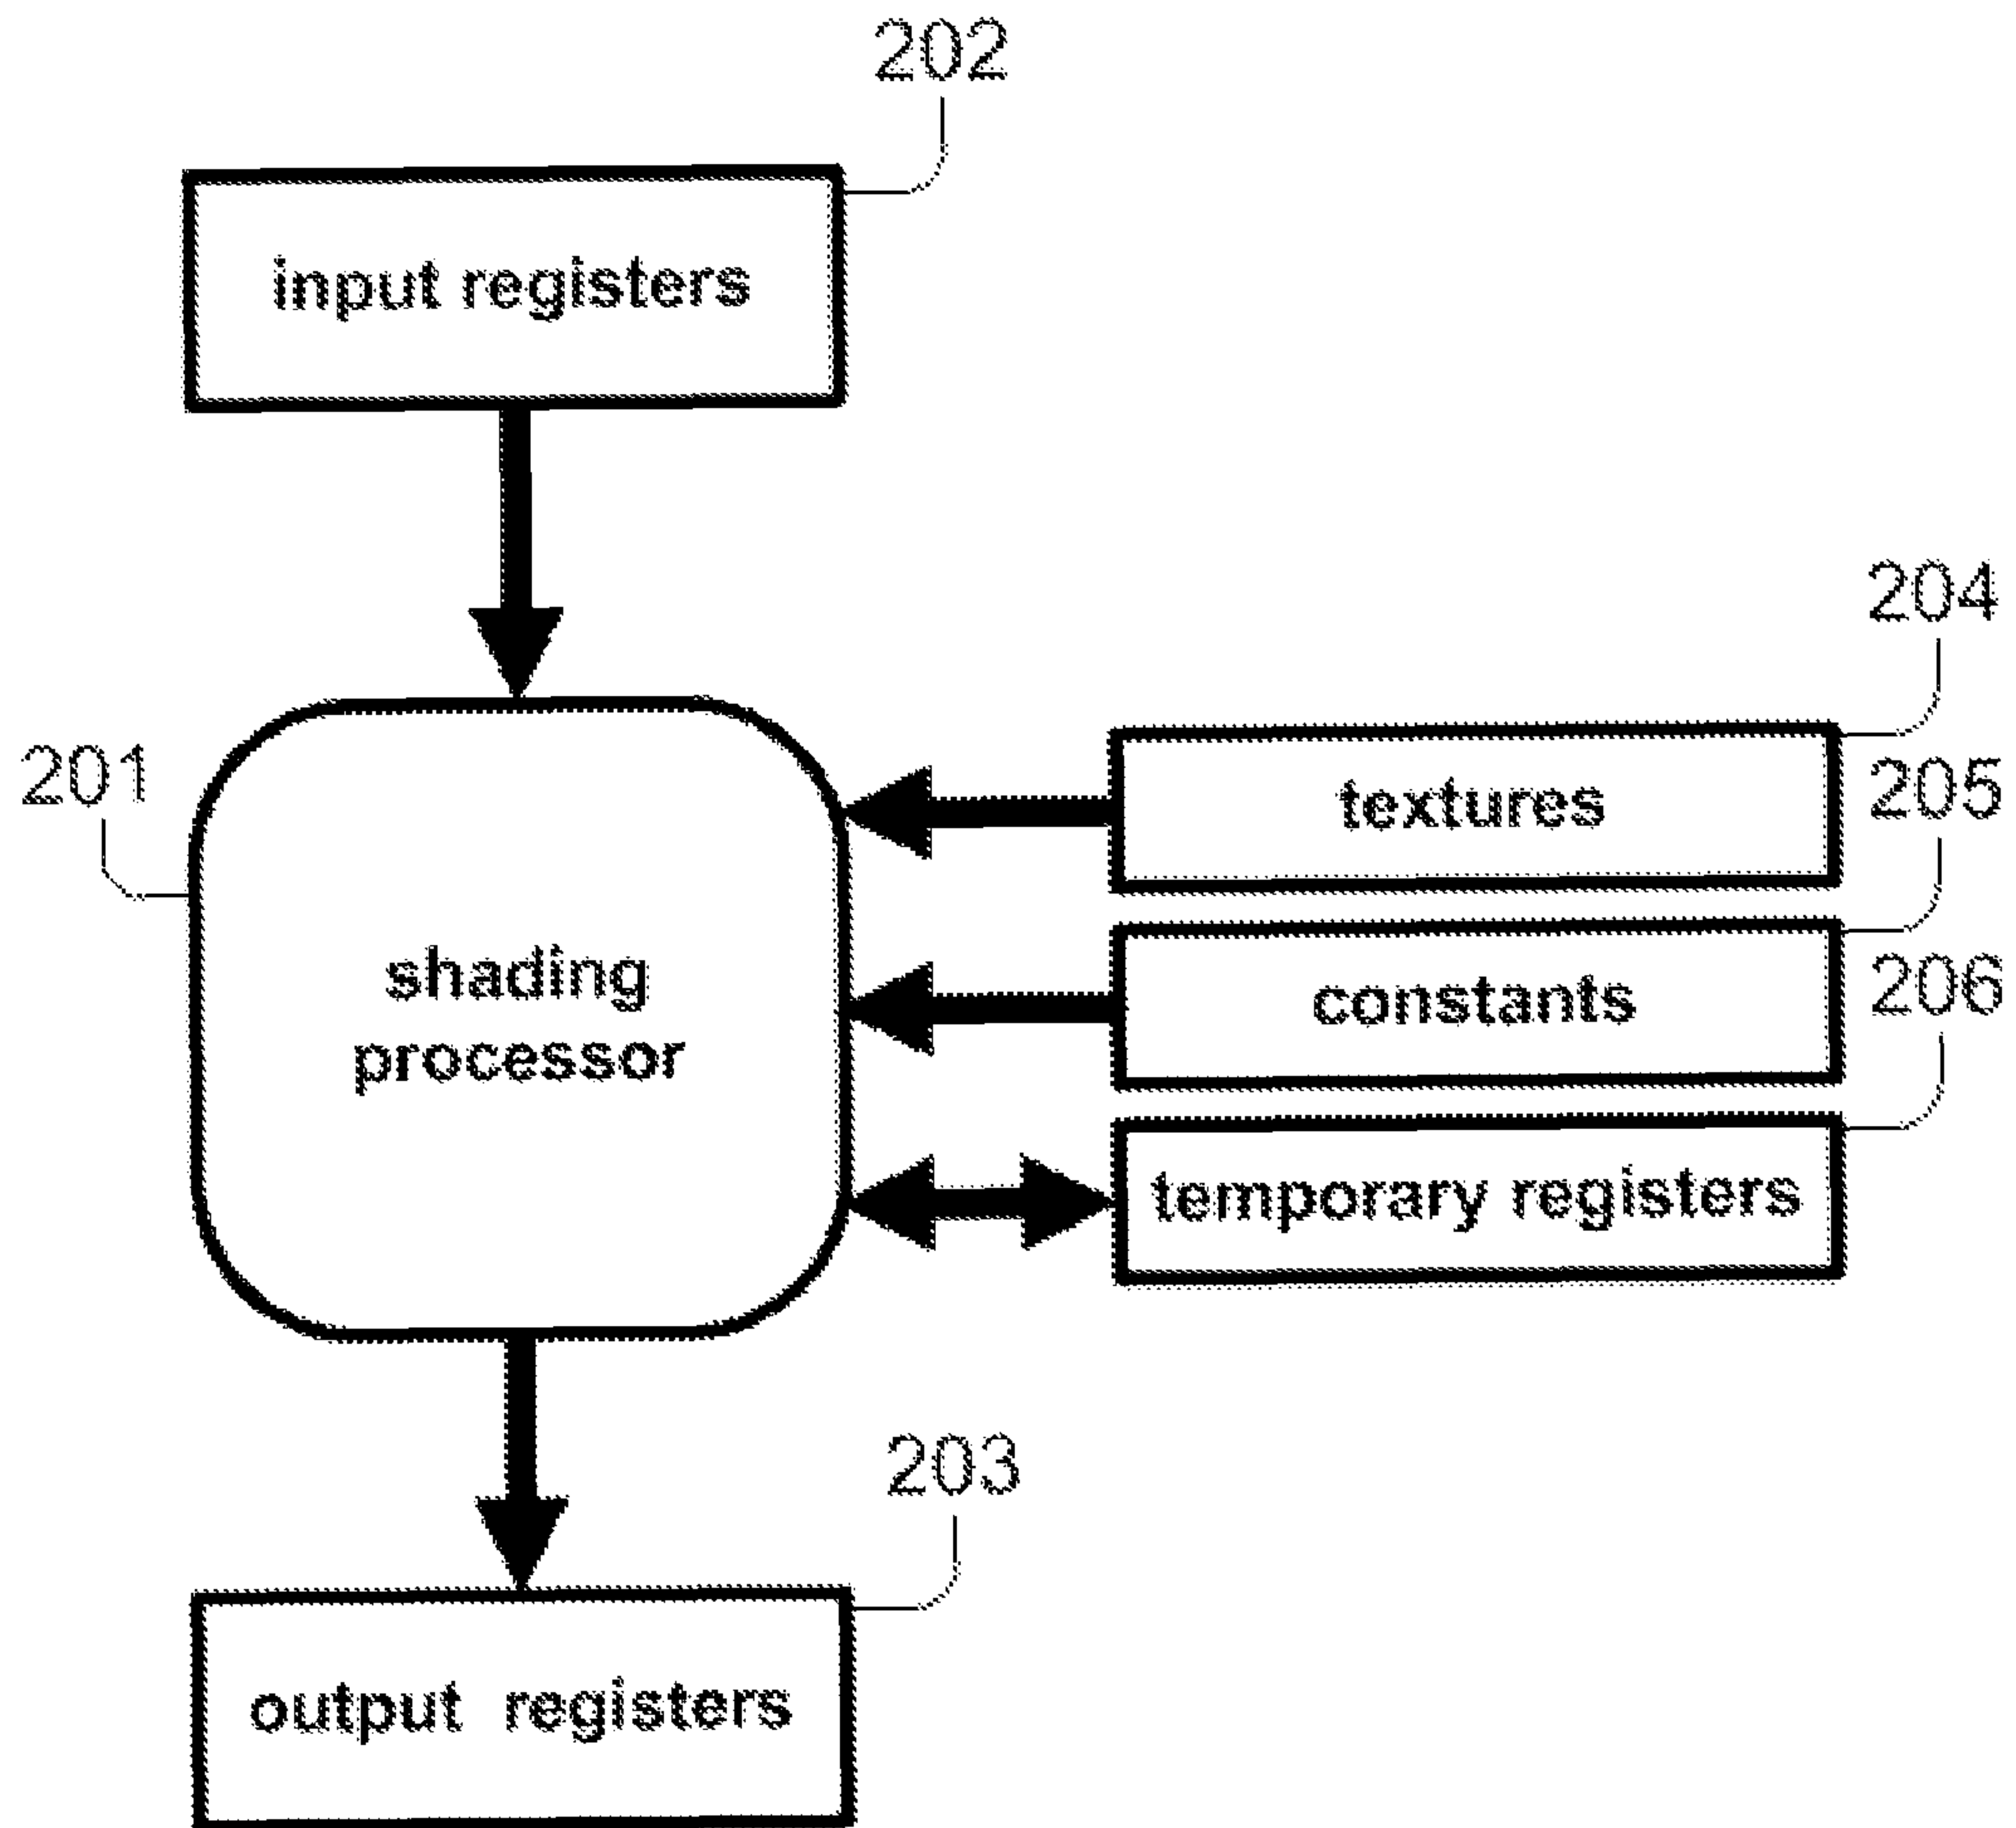 202
input registers
204
201
textures
205
shading
processor
constants
206
temporary registers
203
output registers